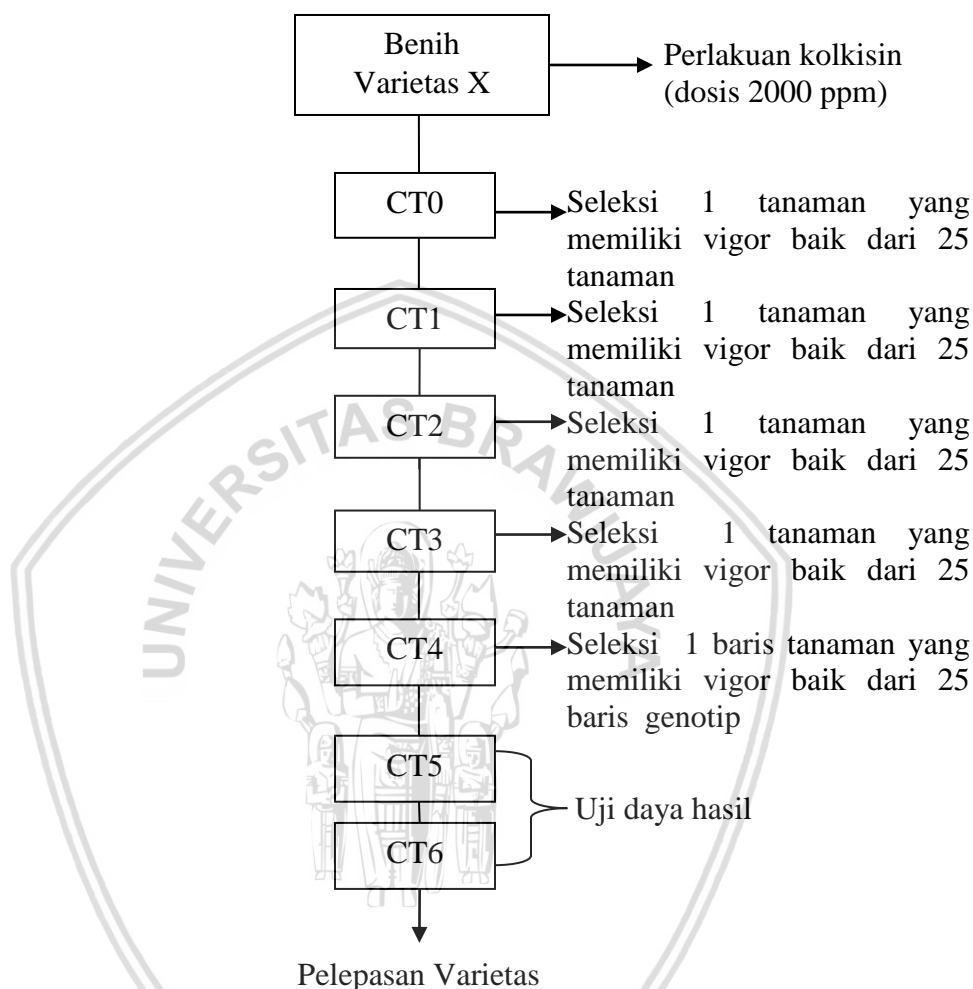 Benih
Varietas X
Perlakuan kolkisin
(dosis 2000 ppm)
CT0
Seleksi 1 tanaman yang
memiliki vigor baik dari 25
tanaman
CT1
Seleksi 1 tanaman yang
memiliki vigor baik dari 25
tanaman
CT2
Seleksi 1 tanaman yang
memiliki vigor baik dari 25
tanaman
CT3
Seleksi 1 tanaman yang
memiliki vigor baik dari 25
tanaman
CT4
Seleksi 1 baris tanaman yang
memiliki vigor baik dari 25
baris genotip
CT5
Uji daya hasil
CT6
Pelepasan Varietas
UNIVERSITAS BRAWIJAYA